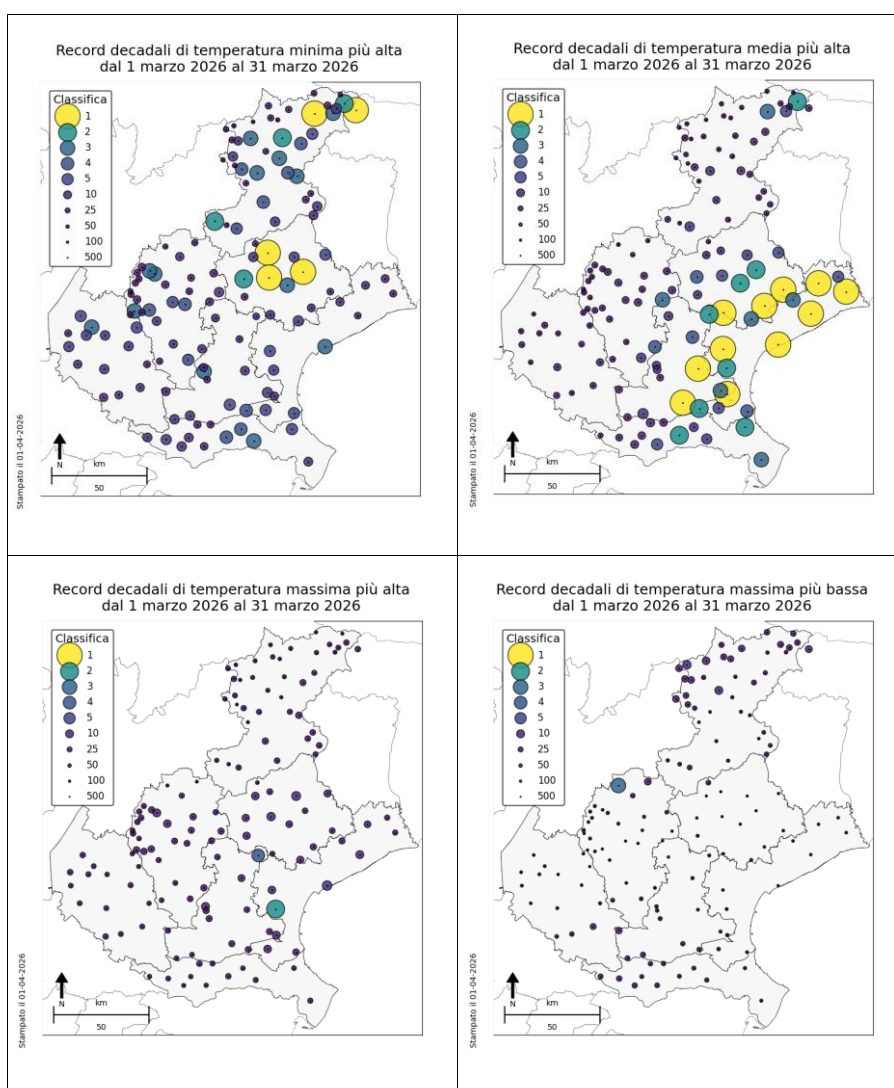 Record decadali di temperatura minima più alta
dal 1 marzo 2026 al 31 marzo 2026
Classifica
1
2
3
4
5
10
25
50
100
500
N
km
50
Stampato il 01-04-2026
Record decadali di temperatura media più alta
dal 1 marzo 2026 al 31 marzo 2026
Classifica
1
2
3
4
5
10
25
50
100
500
N
km
50
Stampato il 01-04-2026
Record decadali di temperatura massima più alta
dal 1 marzo 2026 al 31 marzo 2026
Classifica
1
2
3
4
5
10
25
50
100
500
N
km
50
Stampato il 01-04-2026
Record decadali di temperatura massima più bassa
dal 1 marzo 2026 al 31 marzo 2026
Classifica
1
2
3
4
5
10
25
50
100
500
N
km
50
Stampato il 01-04-2026